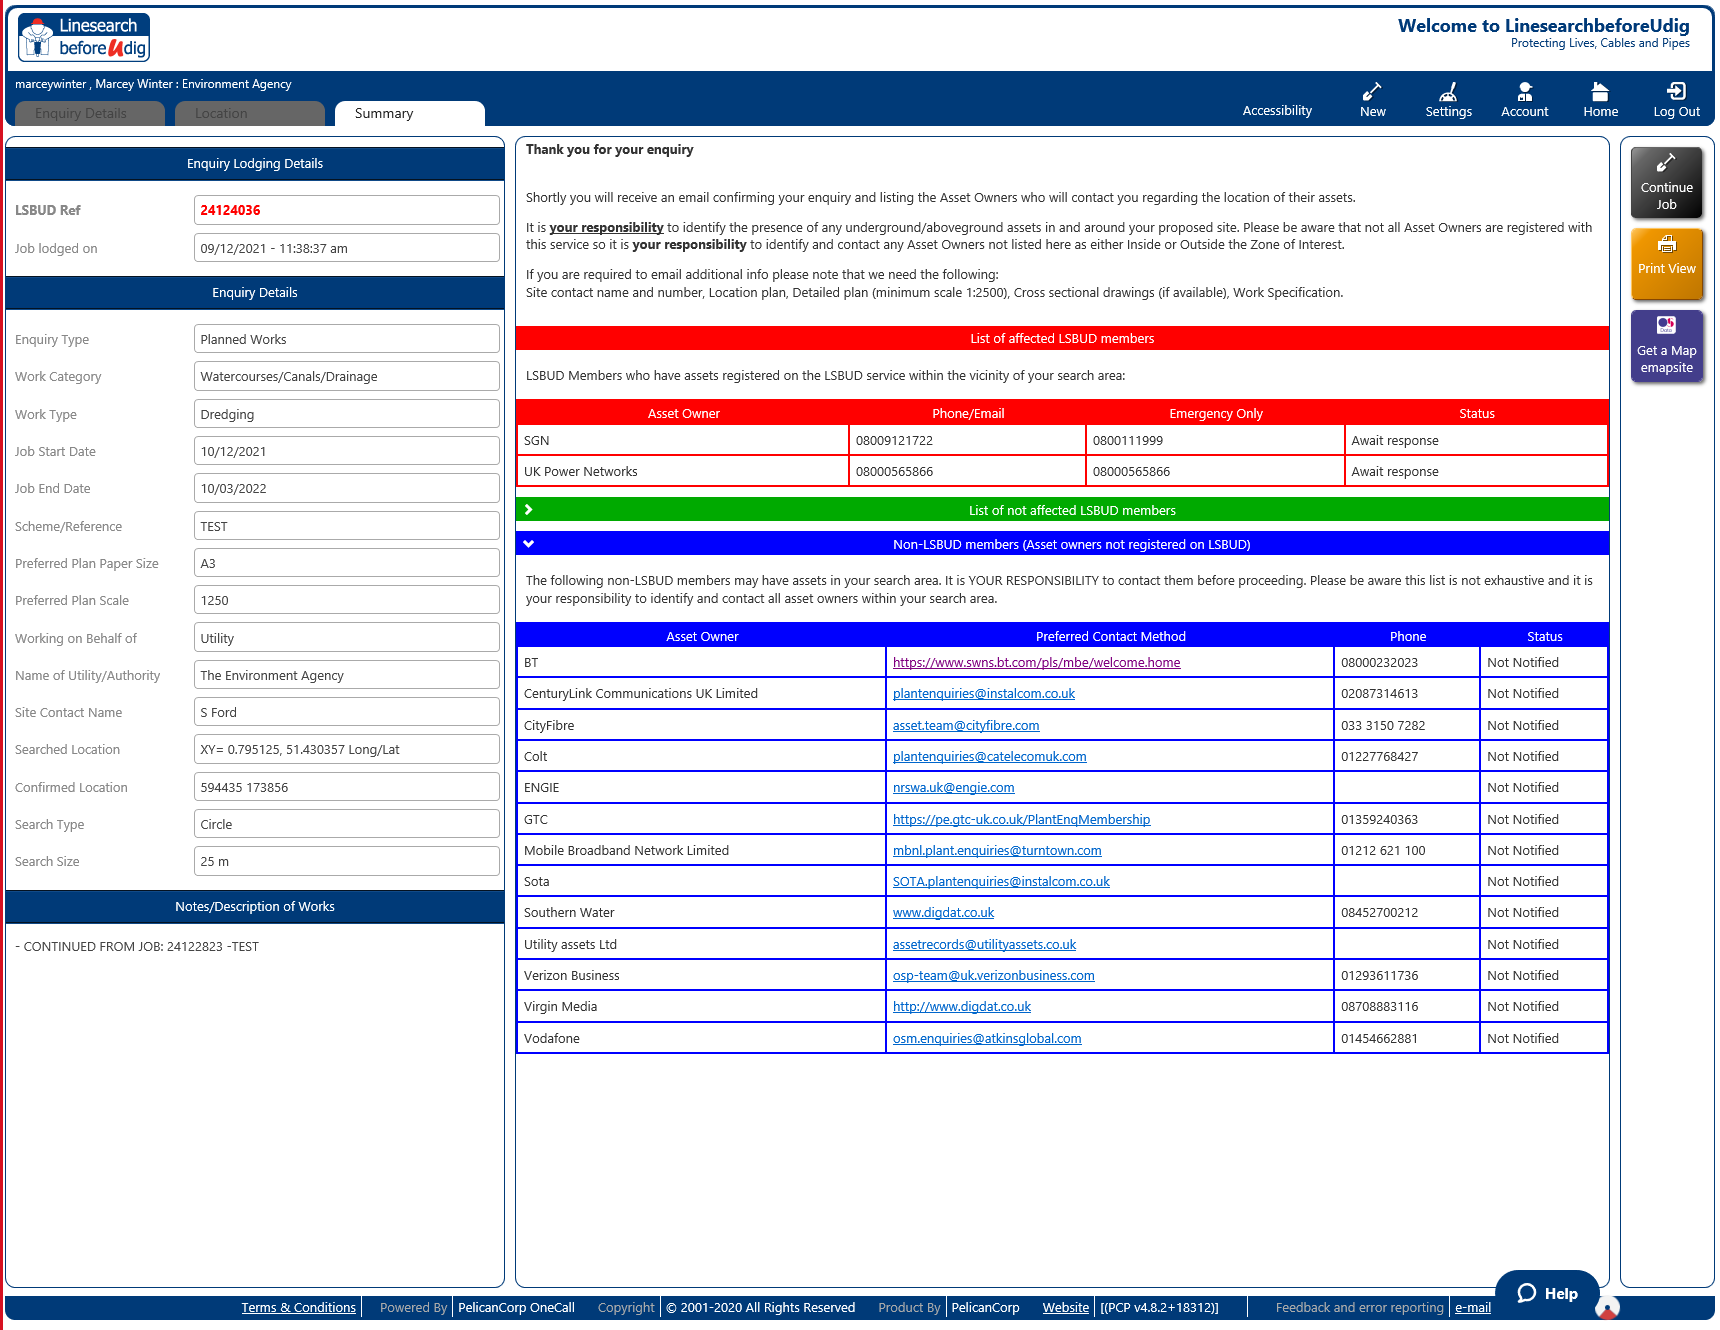 Linesearch
beforeUdig
Welcome to LinesearchbeforeUdig
Protecting Lives, Cables and Pipes
marceywinter , Marcey Winter : Environment Agency
Enquiry Details
Location
Summary
Accessibility
New
Settings
Account
Home
Log Out
Enquiry Lodging Details
LSBUD Ref 24124036
Job lodged on 09/12/2021 - 11:38:37 am
Enquiry Details
Enquiry Type Planned Works
Work Category Watercourses/Canals/Drainage
Work Type Dredging
Job Start Date 10/12/2021
Job End Date 10/03/2022
Scheme/Reference TEST
Preferred Plan Paper Size A3
Preferred Plan Scale 1250
Working on Behalf of Utility
Name of Utility/Authority The Environment Agency
Site Contact Name S Ford
Searched Location XY= 0.795125, 51.430357 Long/Lat
Confirmed Location 594435 173856
Search Type Circle
Search Size 25 m
Notes/Description of Works
- CONTINUED FROM JOB: 24122823 -TEST
Thank you for your enquiry
Shortly you will receive an email confirming your enquiry and listing the Asset Owners who will contact you regarding the location of their assets.
It is your responsibility to identify the presence of any underground/aboveground assets in and around your proposed site. Please be aware that not all Asset Owners are registered with
this service so it is your responsibility to identify and contact any Asset Owners not listed here as either Inside or Outside the Zone of Interest.
If you are required to email additional info please note that we need the following:
Site contact name and number, Location plan, Detailed plan (minimum scale 1:2500), Cross sectional drawings (if available), Work Specification.
List of affected LSBUD members
LSBUD Members who have assets registered on the LSBUD service within the vicinity of your search area:
Asset Owner Phone/Email Emergency Only Status
SGN 08009121722 0800111999 Await response
UK Power Networks 08000565866 08000565866 Await response
List of not affected LSBUD members
Non-LSBUD members (Asset owners not registered on LSBUD)
The following non-LSBUD members may have assets in your search area. It is YOUR RESPONSIBILITY to contact them before proceeding. Please be aware this list is not exhaustive and it is
your responsibility to identify and contact all asset owners within your search area.
Asset Owner Preferred Contact Method Phone Status
BT https://www.swns.bt.com/pls/mbe/welcome.home 08000232023 Not Notified
CenturyLink Communications UK Limited plantenquiries@instalcom.co.uk 02087314613 Not Notified
CityFibre asset.team@cityfibre.com 033 3150 7282 Not Notified
Colt plantenquiries@catelecomuk.com 01227768427 Not Notified
ENGIE nrswa.uk@engie.com Not Notified
GTC https://pe.gtc-uk.co.uk/PlantEnqMembership 01359240363 Not Notified
Mobile Broadband Network Limited mbnl.plant.enquiries@turntown.com 01212 621 100 Not Notified
Sota SOTA.plantenquiries@instalcom.co.uk Not Notified
Southern Water www.digdat.co.uk 08452700212 Not Notified
Utility assets Ltd assetrecords@utilityassets.co.uk Not Notified
Verizon Business osp-team@uk.verizonbusiness.com 01293611736 Not Notified
Virgin Media http://www.digdat.co.uk 08708883116 Not Notified
Vodafone osm.enquiries@atkinsglobal.com 01454662881 Not Notified
Continue
Job
Print View
OS
Data
Get a Map
emapsite
Help
Terms & Conditions Powered By PelicanCorp OneCall Copyright © 2001-2020 All Rights Reserved Product By PelicanCorp Website [(PCP v4.8.2+18312)] Feedback and error reporting e-mail